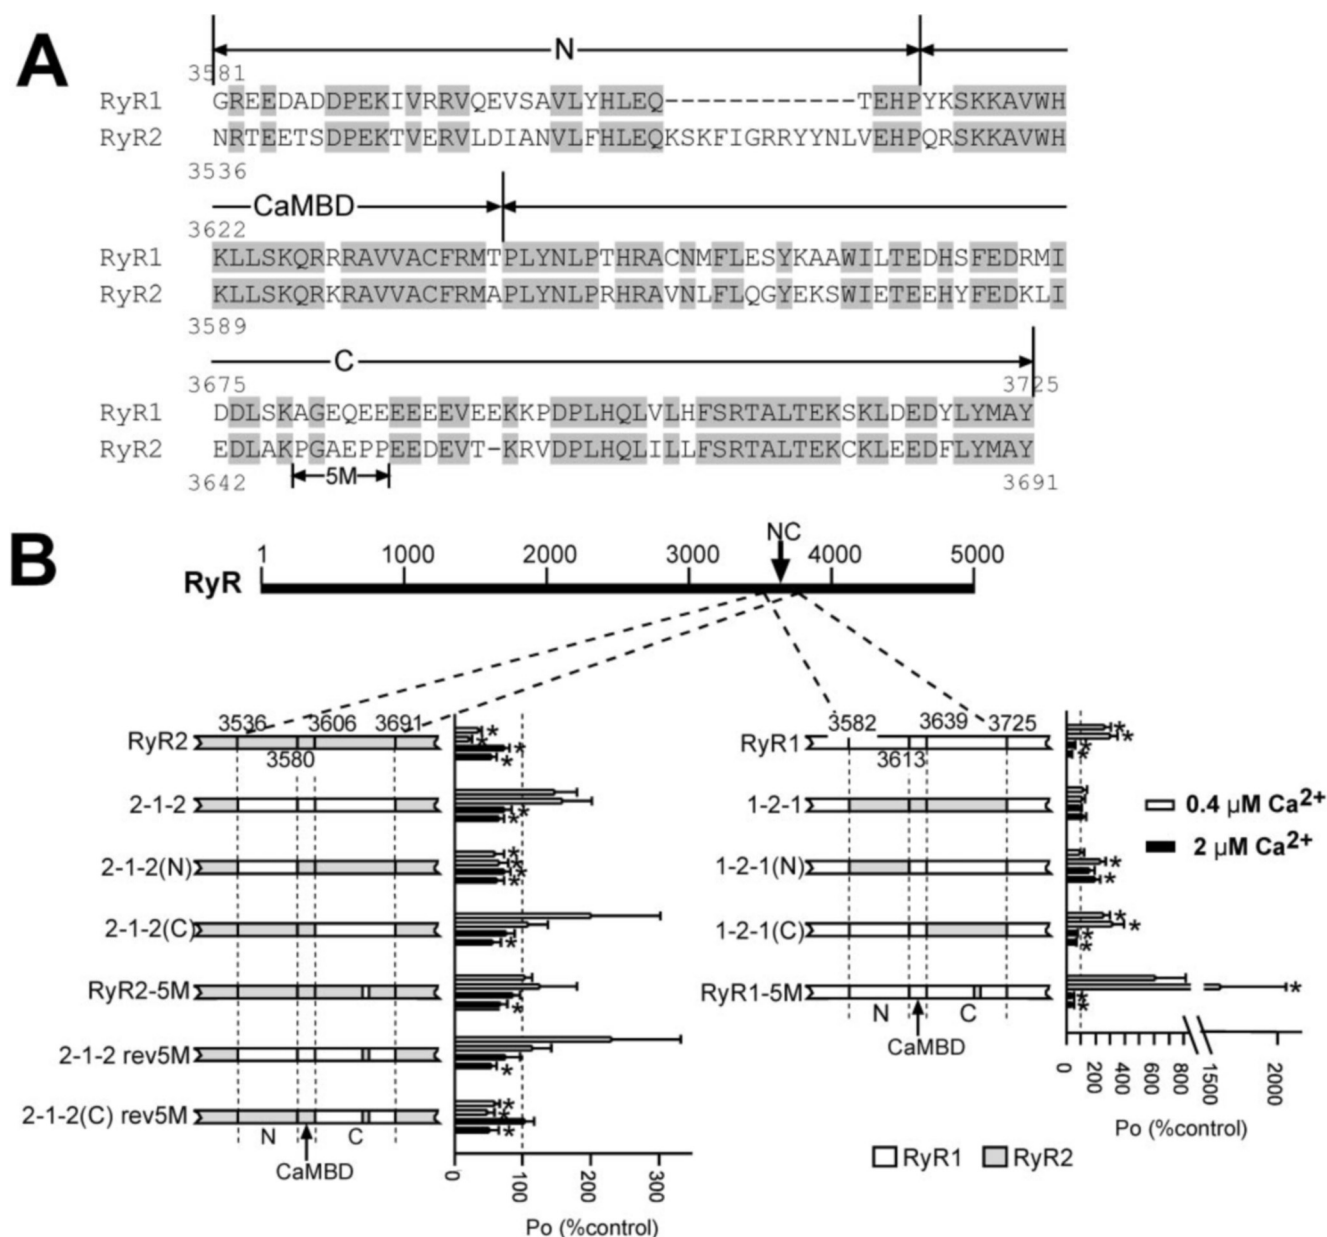 A
N
3581
RyR1 GREEDADDPEKIVRRVQEVSAVLYHLEQ------------TEHPYKSKKAVWH
RyR2 NRTEETSDPEKTVERVLDIANVLFHLEQKSKFIGRRYYNLVEHPQRSKKAVWH
3536
CaMBD
3622
RyR1 KLLSKQRRRAVVACFRMTPLYNLPTHRACNMFLESYKAAWILTEDHSFEDRMI
RyR2 KLLSKQRKRAVVACFRMAPLYNLPRHRAVNLFLQGYEKSWIETEEHYFEDKLI
3589
C
3675 3725
RyR1 DDLSKAGEQEEEEEEVEEKKPDPLHQLVLHFSRTALTEKSKLDEDYLYMAY
RyR2 EDLAKPGAEPPEEDEVT-KRVDPLHQLILLFSRTALTEKCKLEEDFLYMAY
5M
3642 3691
B
NC
1 1000 2000 3000 4000 5000
RyR
3536 3606 3691
RyR2
3580
2-1-2
2-1-2(N)
2-1-2(C)
RyR2-5M
2-1-2 rev5M
2-1-2(C) rev5M
N C
CaMBD
0 100 200 300
Po (%control)
3582 3639 3725
RyR1
3613
1-2-1
1-2-1(N)
1-2-1(C)
RyR1-5M
N C
CaMBD
0 200 400 600 800 1500 2000
Po (%control)
0.4 µM Ca2+
2 µM Ca2+
RyR1 RyR2